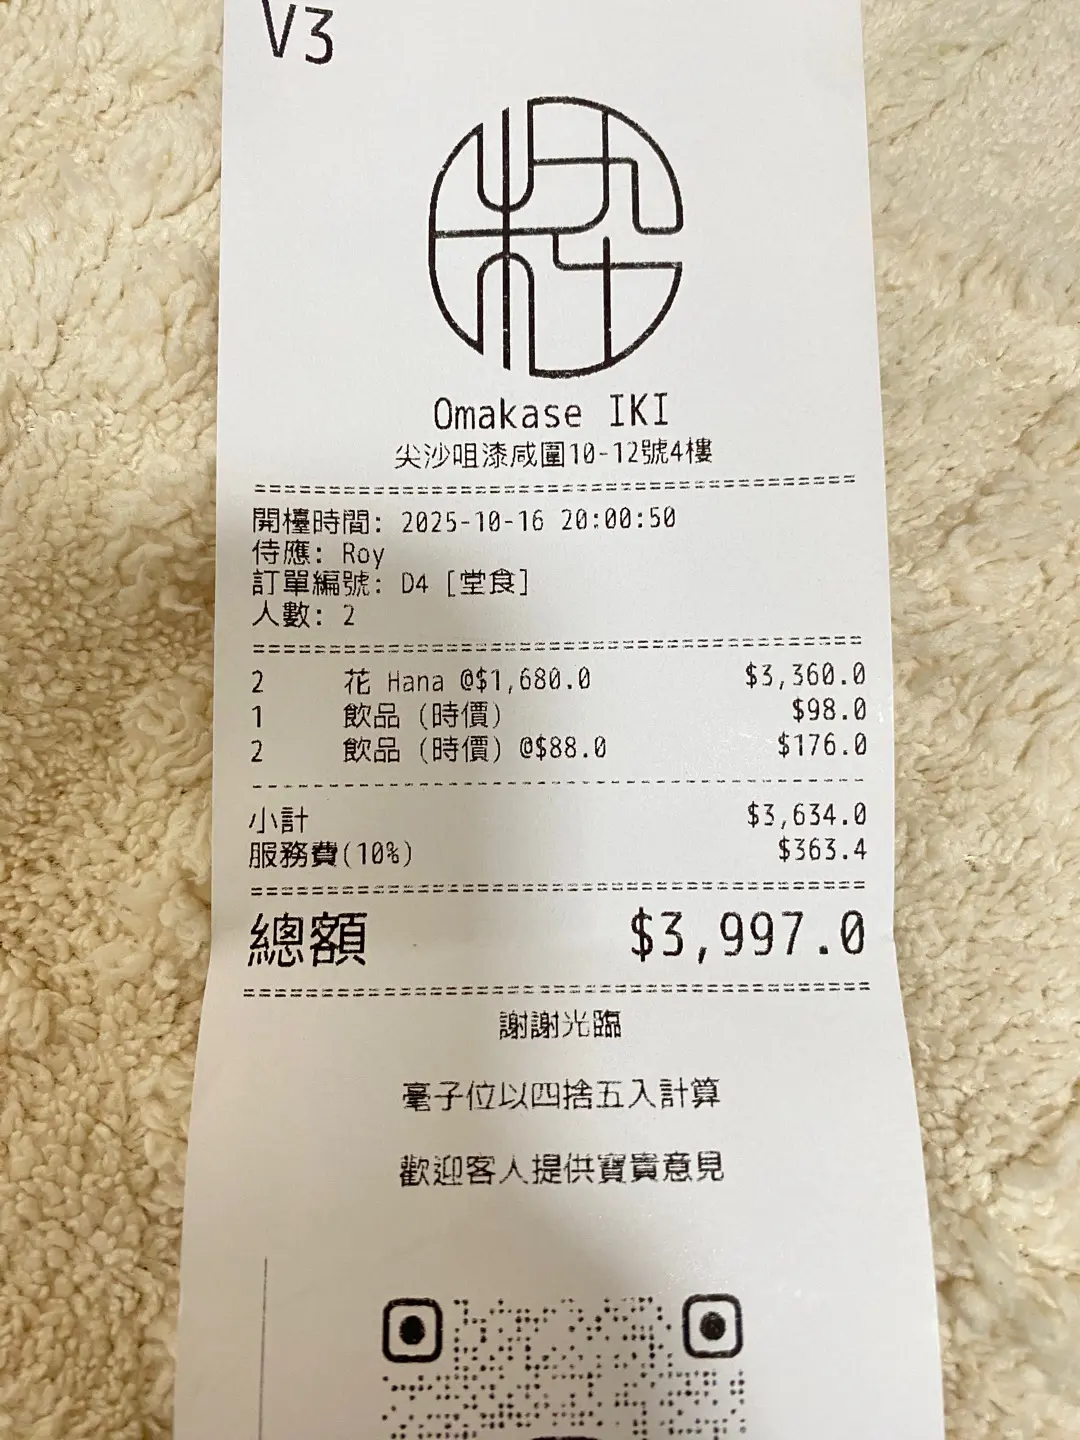 V3
粋
Omakase IKI
尖沙咀漆咸圍10-12號4樓
開檯時間: 2025-10-16 20:00:50
侍應: Roy
訂單編號: D4 [堂食]
人數: 2
2 花 Hana @$1,680.0 $3,360.0
1 飲品 (時價) $98.0
2 飲品 (時價) @$88.0 $176.0
小計 $3,634.0
服務費(10%) $363.4
總額 $3,997.0
謝謝光臨
毫子位以四捨五入計算
歡迎客人提供寶貴意見